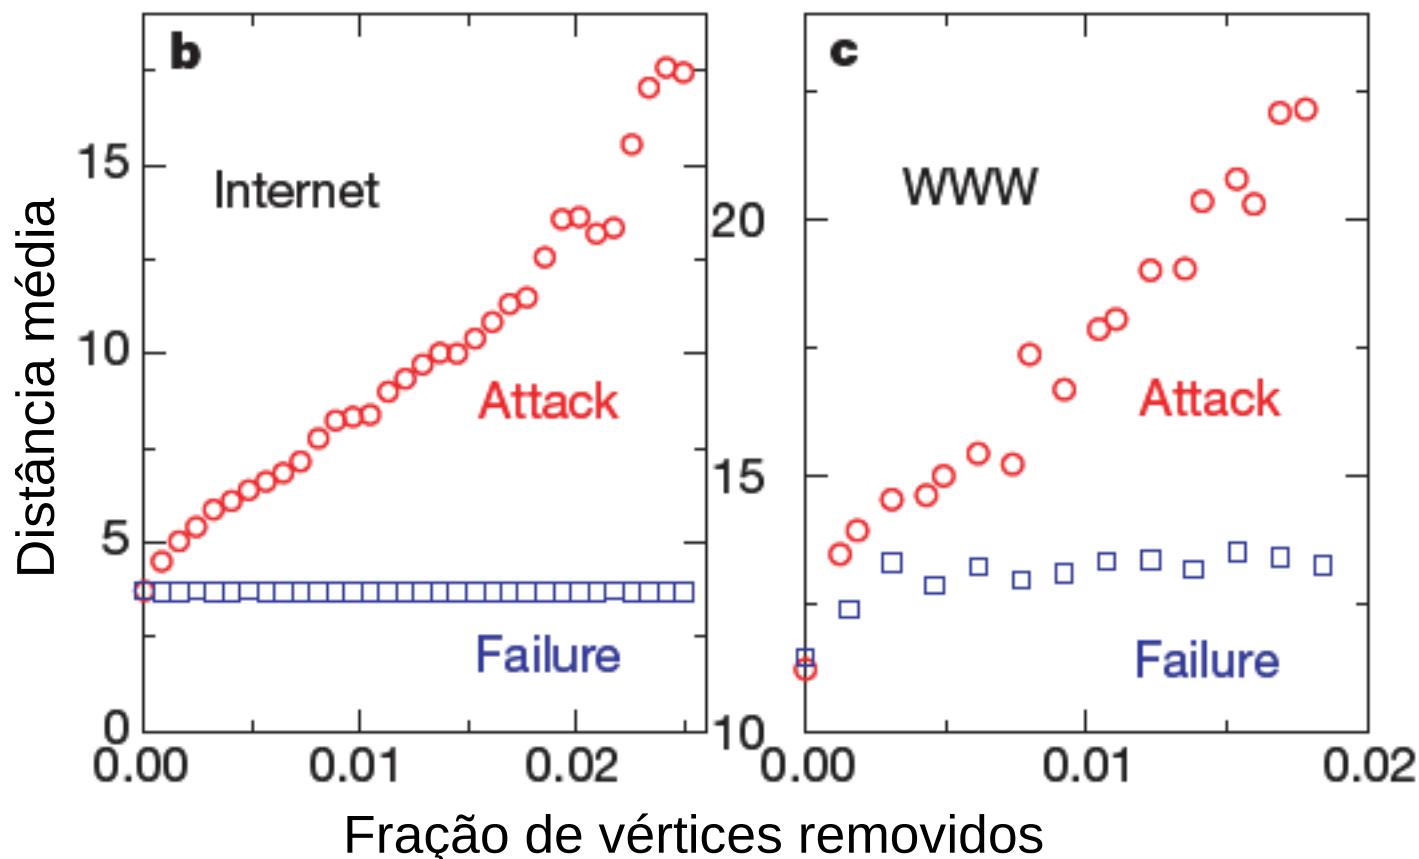 b
Internet
Attack
Failure
15
10
5
0
0.00 0.01 0.02
Distância média
c
WWW
Attack
Failure
20
15
10
0.00 0.01 0.02
Fração de vértices removidos